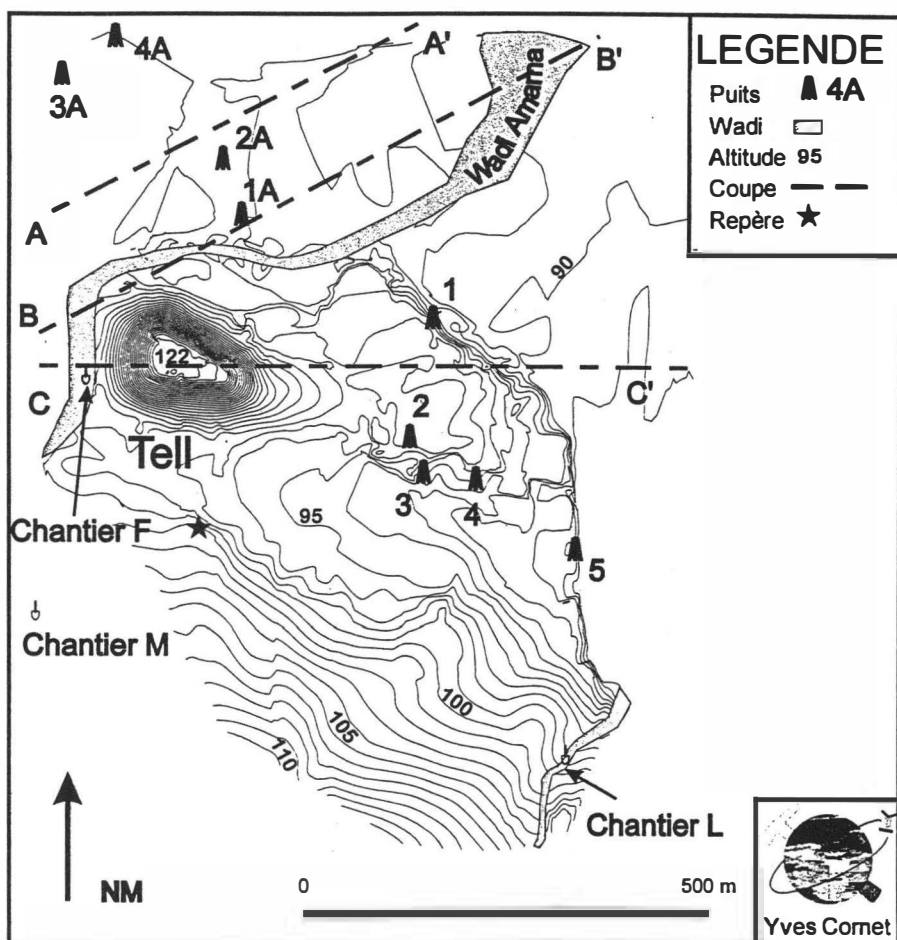 4A
A'
B'
3A
2A
Wadi Amarna
1A
A
B
90
1
122
C
C'
2
Tell
3
4
95
Chantier F
5
Chantier M
100
105
110
Chantier L
NM
0
500 m
LEGENDE
Puits 4A
Wadi
Altitude 95
Coupe
Repère
Yves Cornet